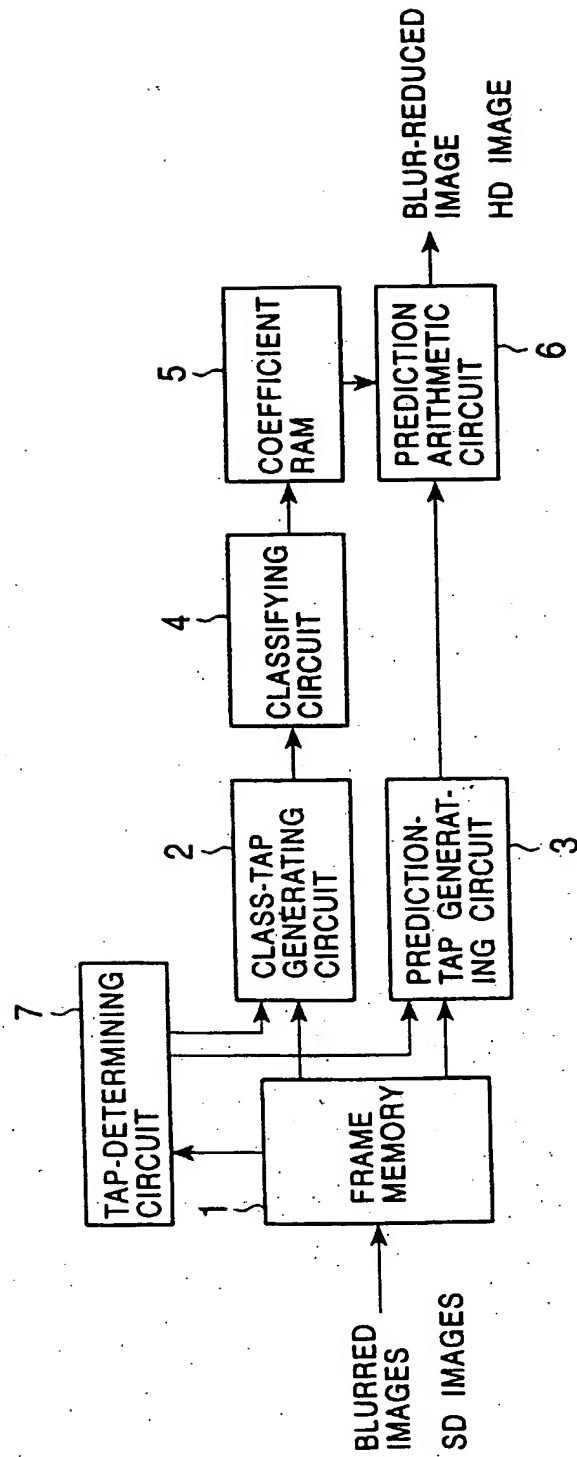 7
TAP-DETERMINING
CIRCUIT
1
FRAME
MEMORY
BLURRED
IMAGES
SD IMAGES
2
CLASS-TAP
GENERATING
CIRCUIT
PREDICTION-
TAP GENERAT-
ING CIRCUIT
3
4
CLASSIFYING
CIRCUIT
5
COEFFICIENT
RAM
PREDICTION
ARITHMETIC
CIRCUIT
6
BLUR-REDUCED
IMAGE
HD IMAGE